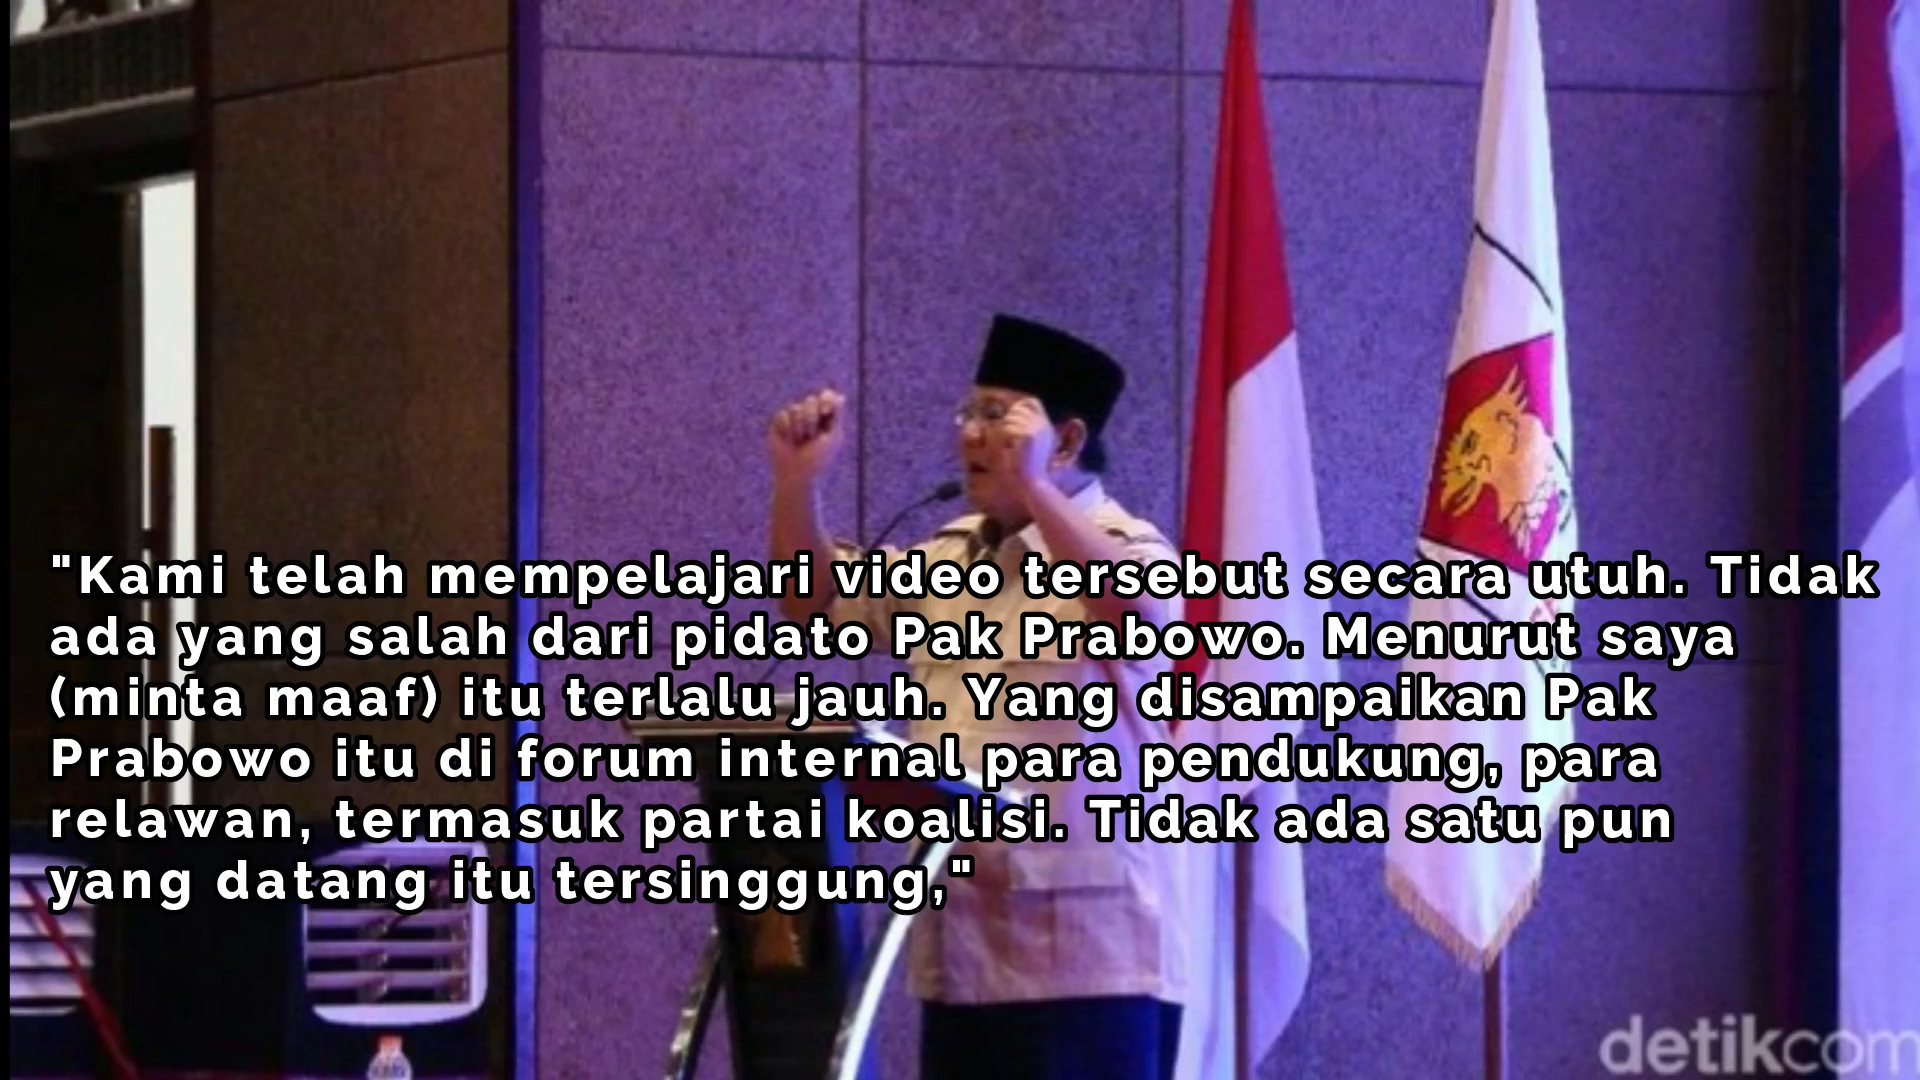 "Kami telah mempelajari video tersebut secara utuh. Tidak
ada yang salah dari pidato Pak Prabowo. Menurut saya
(minta maaf) itu terlalu jauh. Yang disampaikan Pak
Prabowo itu di forum internal para pendukung, para
relawan, termasuk partai koalisi. Tidak ada satu pun
yang datang itu tersinggung,"
detikcom